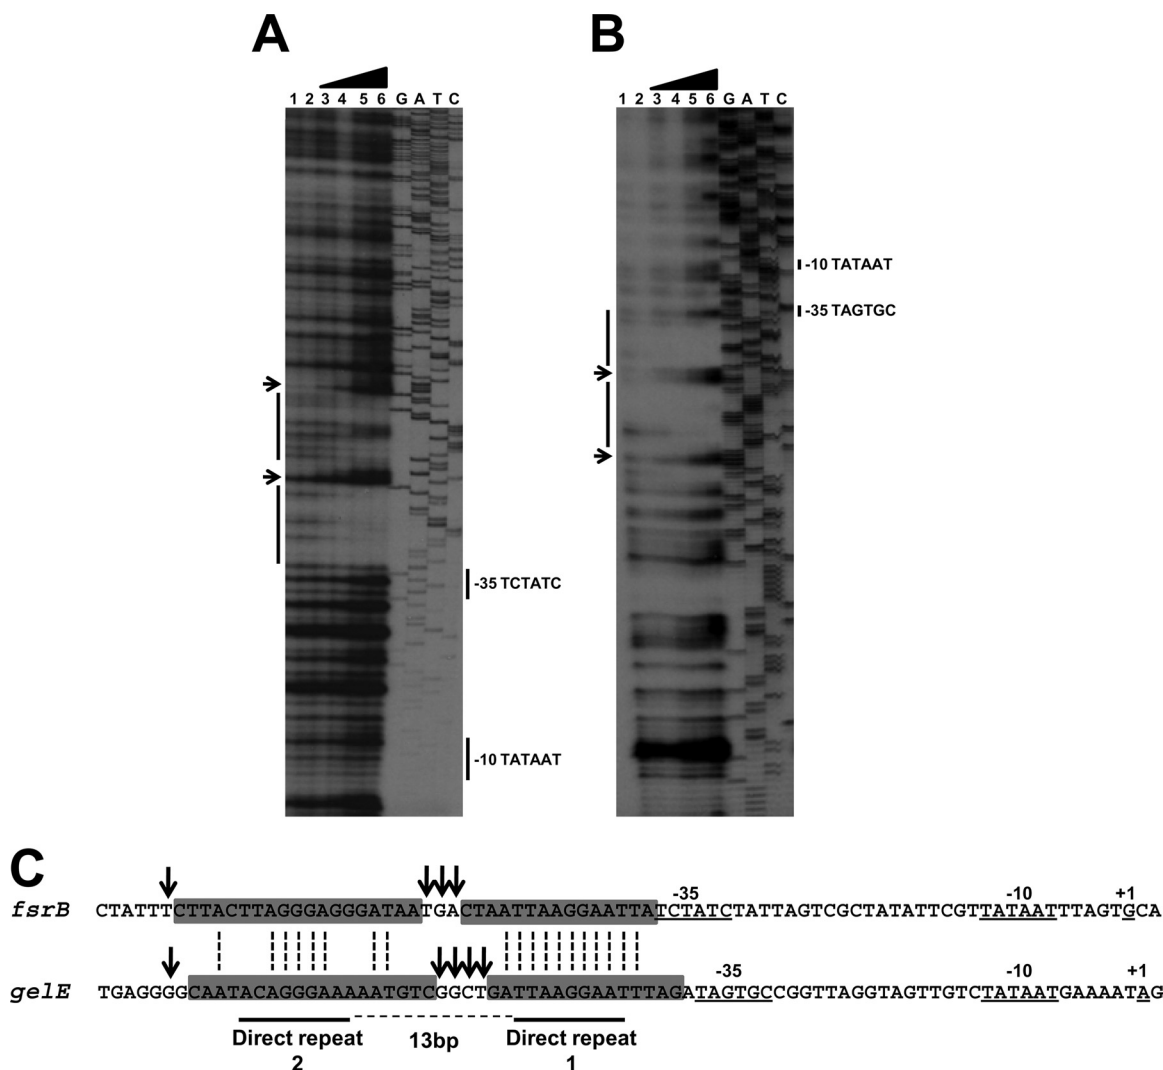 A
B
1 2 3 4 5 6 G A T C
1 2 3 4 5 6 G A T C
-10 TATAAT
-35 TAGTGC
-35 TCTATC
-10 TATAAT
C
-35 -10 +1
fsrB CTATTTCTTACTTAGGGAGGGATAATGACTAATTAAGGAATTATCTATCTATTAGTCGCTATATTCGTTATAATTTAGTGCA
-35 -10 +1
gelE TGAGGGGCAATACAGGGAAAAATGTCGGCTGATTAAGGAATTTAGATAGTGCCGGTTAGGTAGTTGTCTATAATGAAAATAG
Direct repeat 13bp Direct repeat
2 1